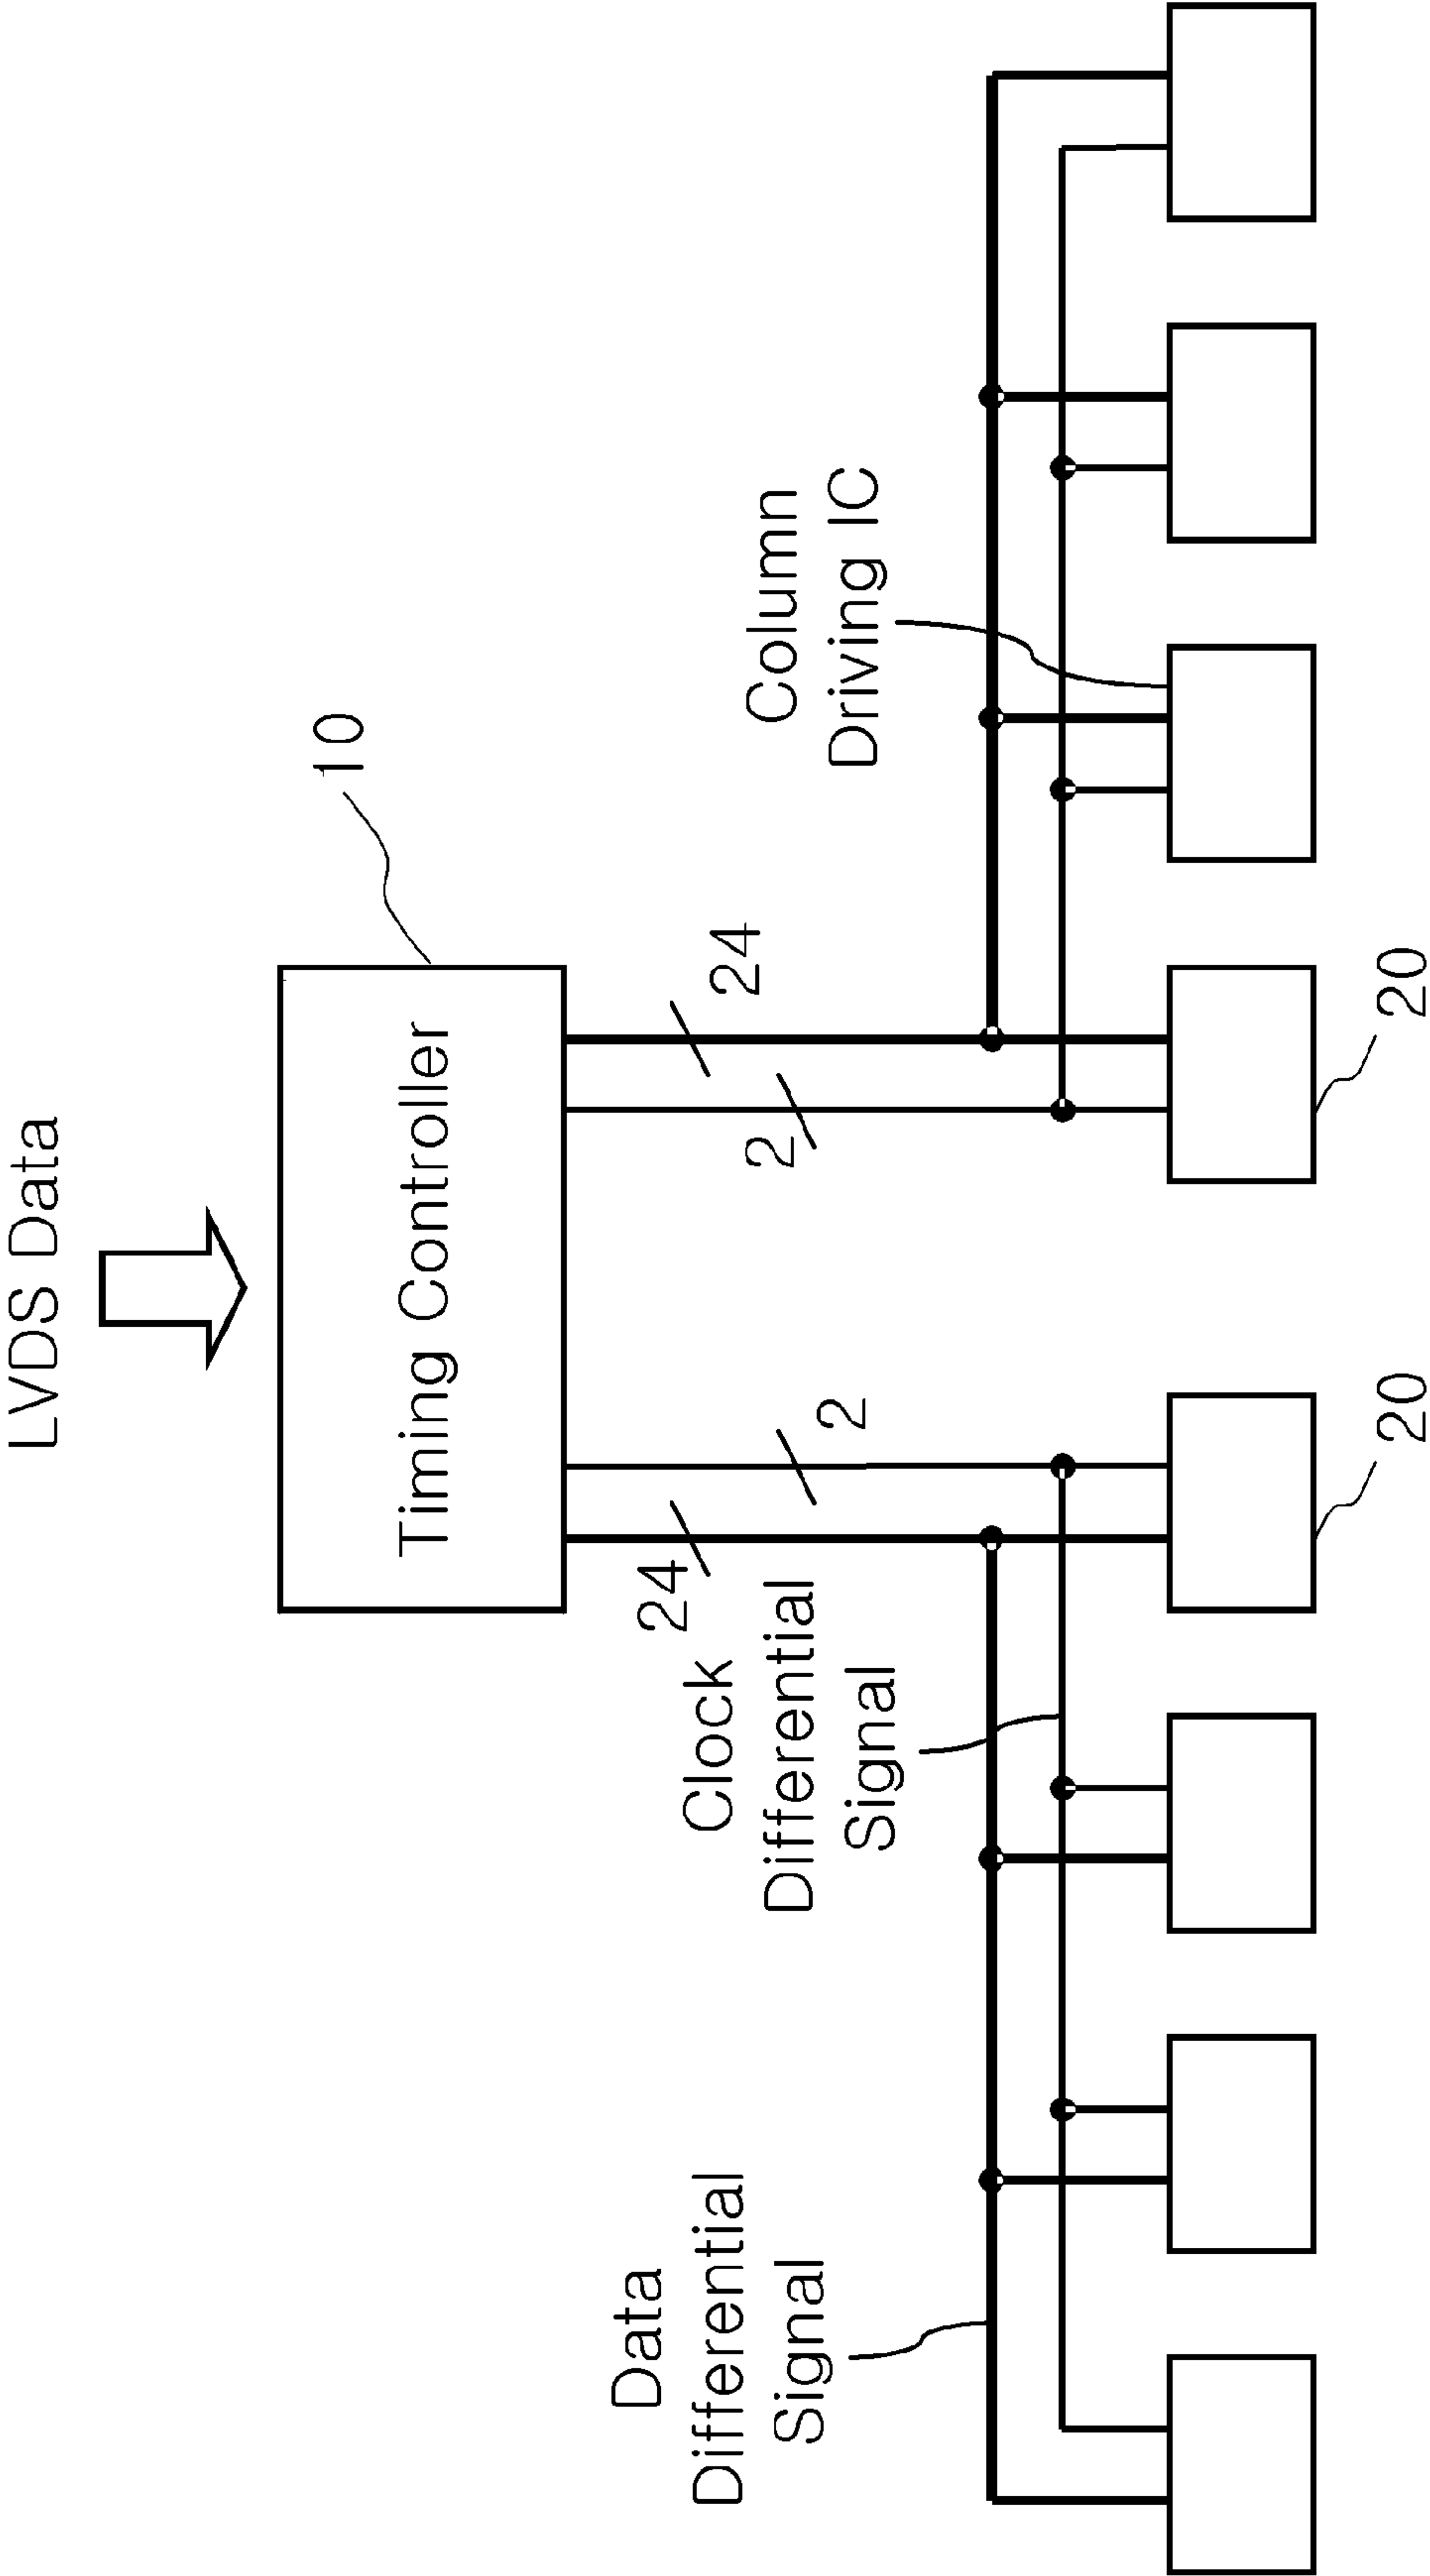 LVDS Data
10
Timing Controller
24
2
2
24
Column
Driving IC
Clock
Differential
Signal
Data
Differential
Signal
20
20